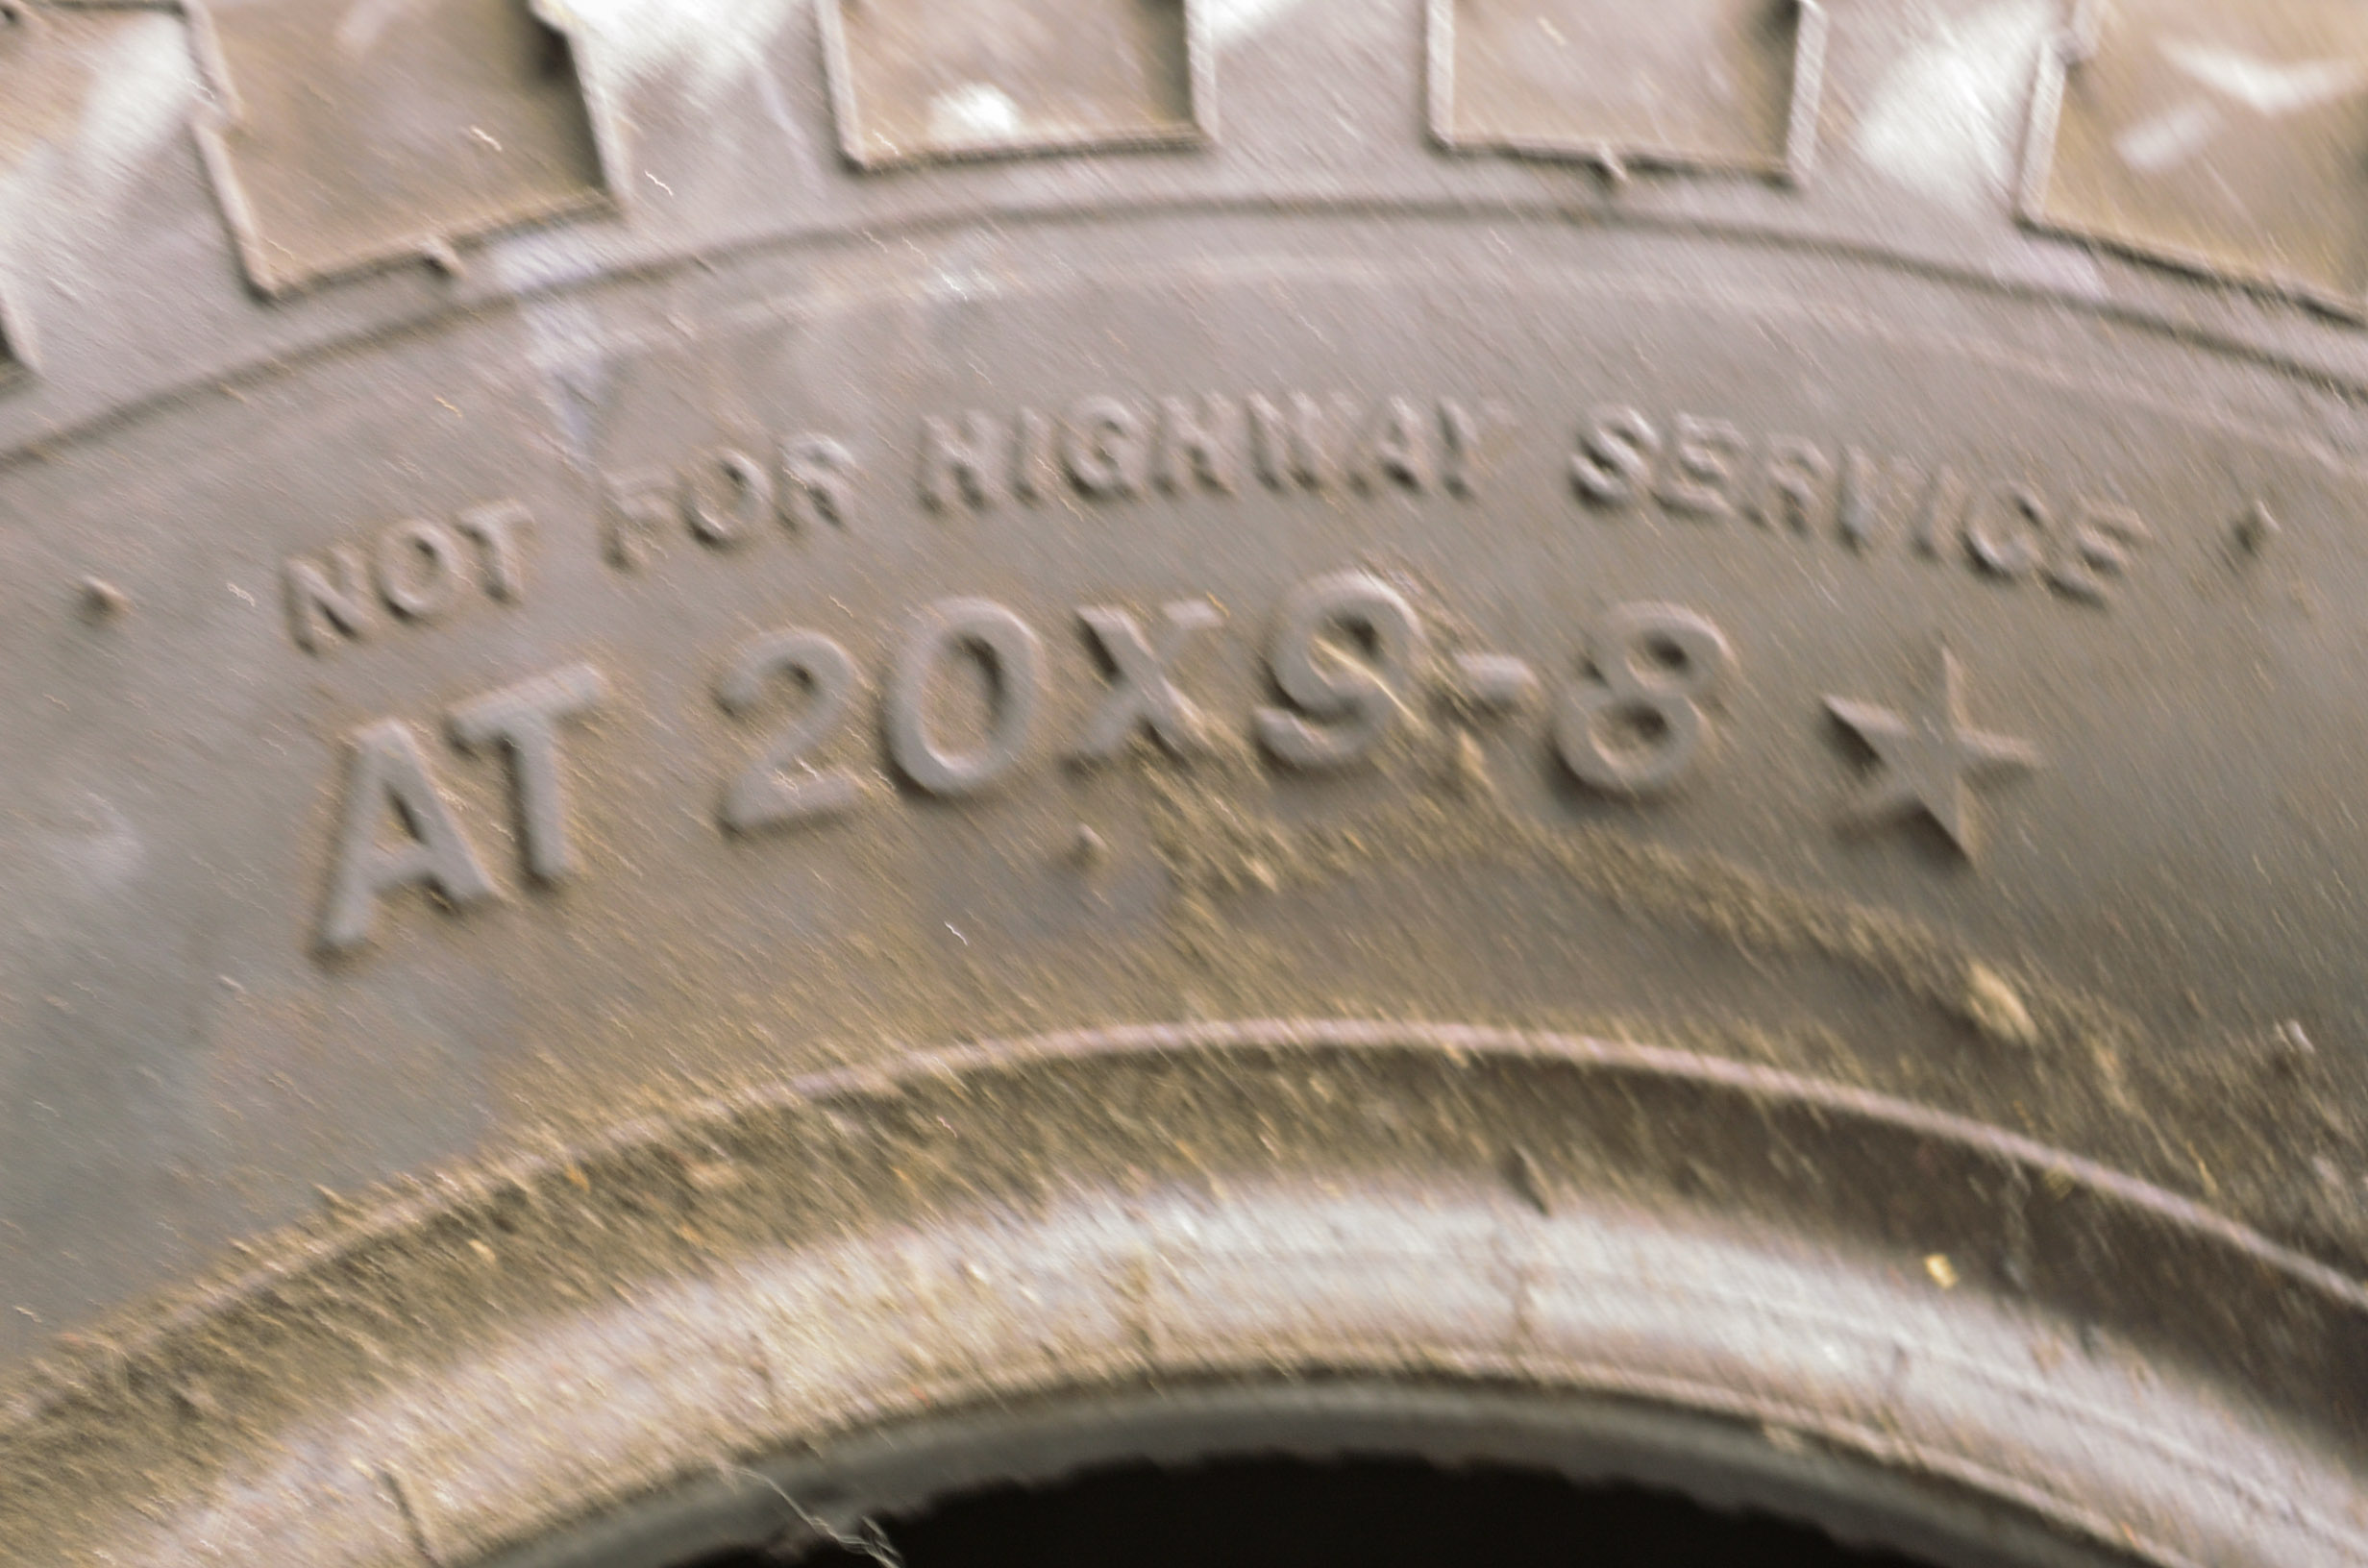 NOT FOR HIGHWAY SERVICE
AT 20X9-8 ★